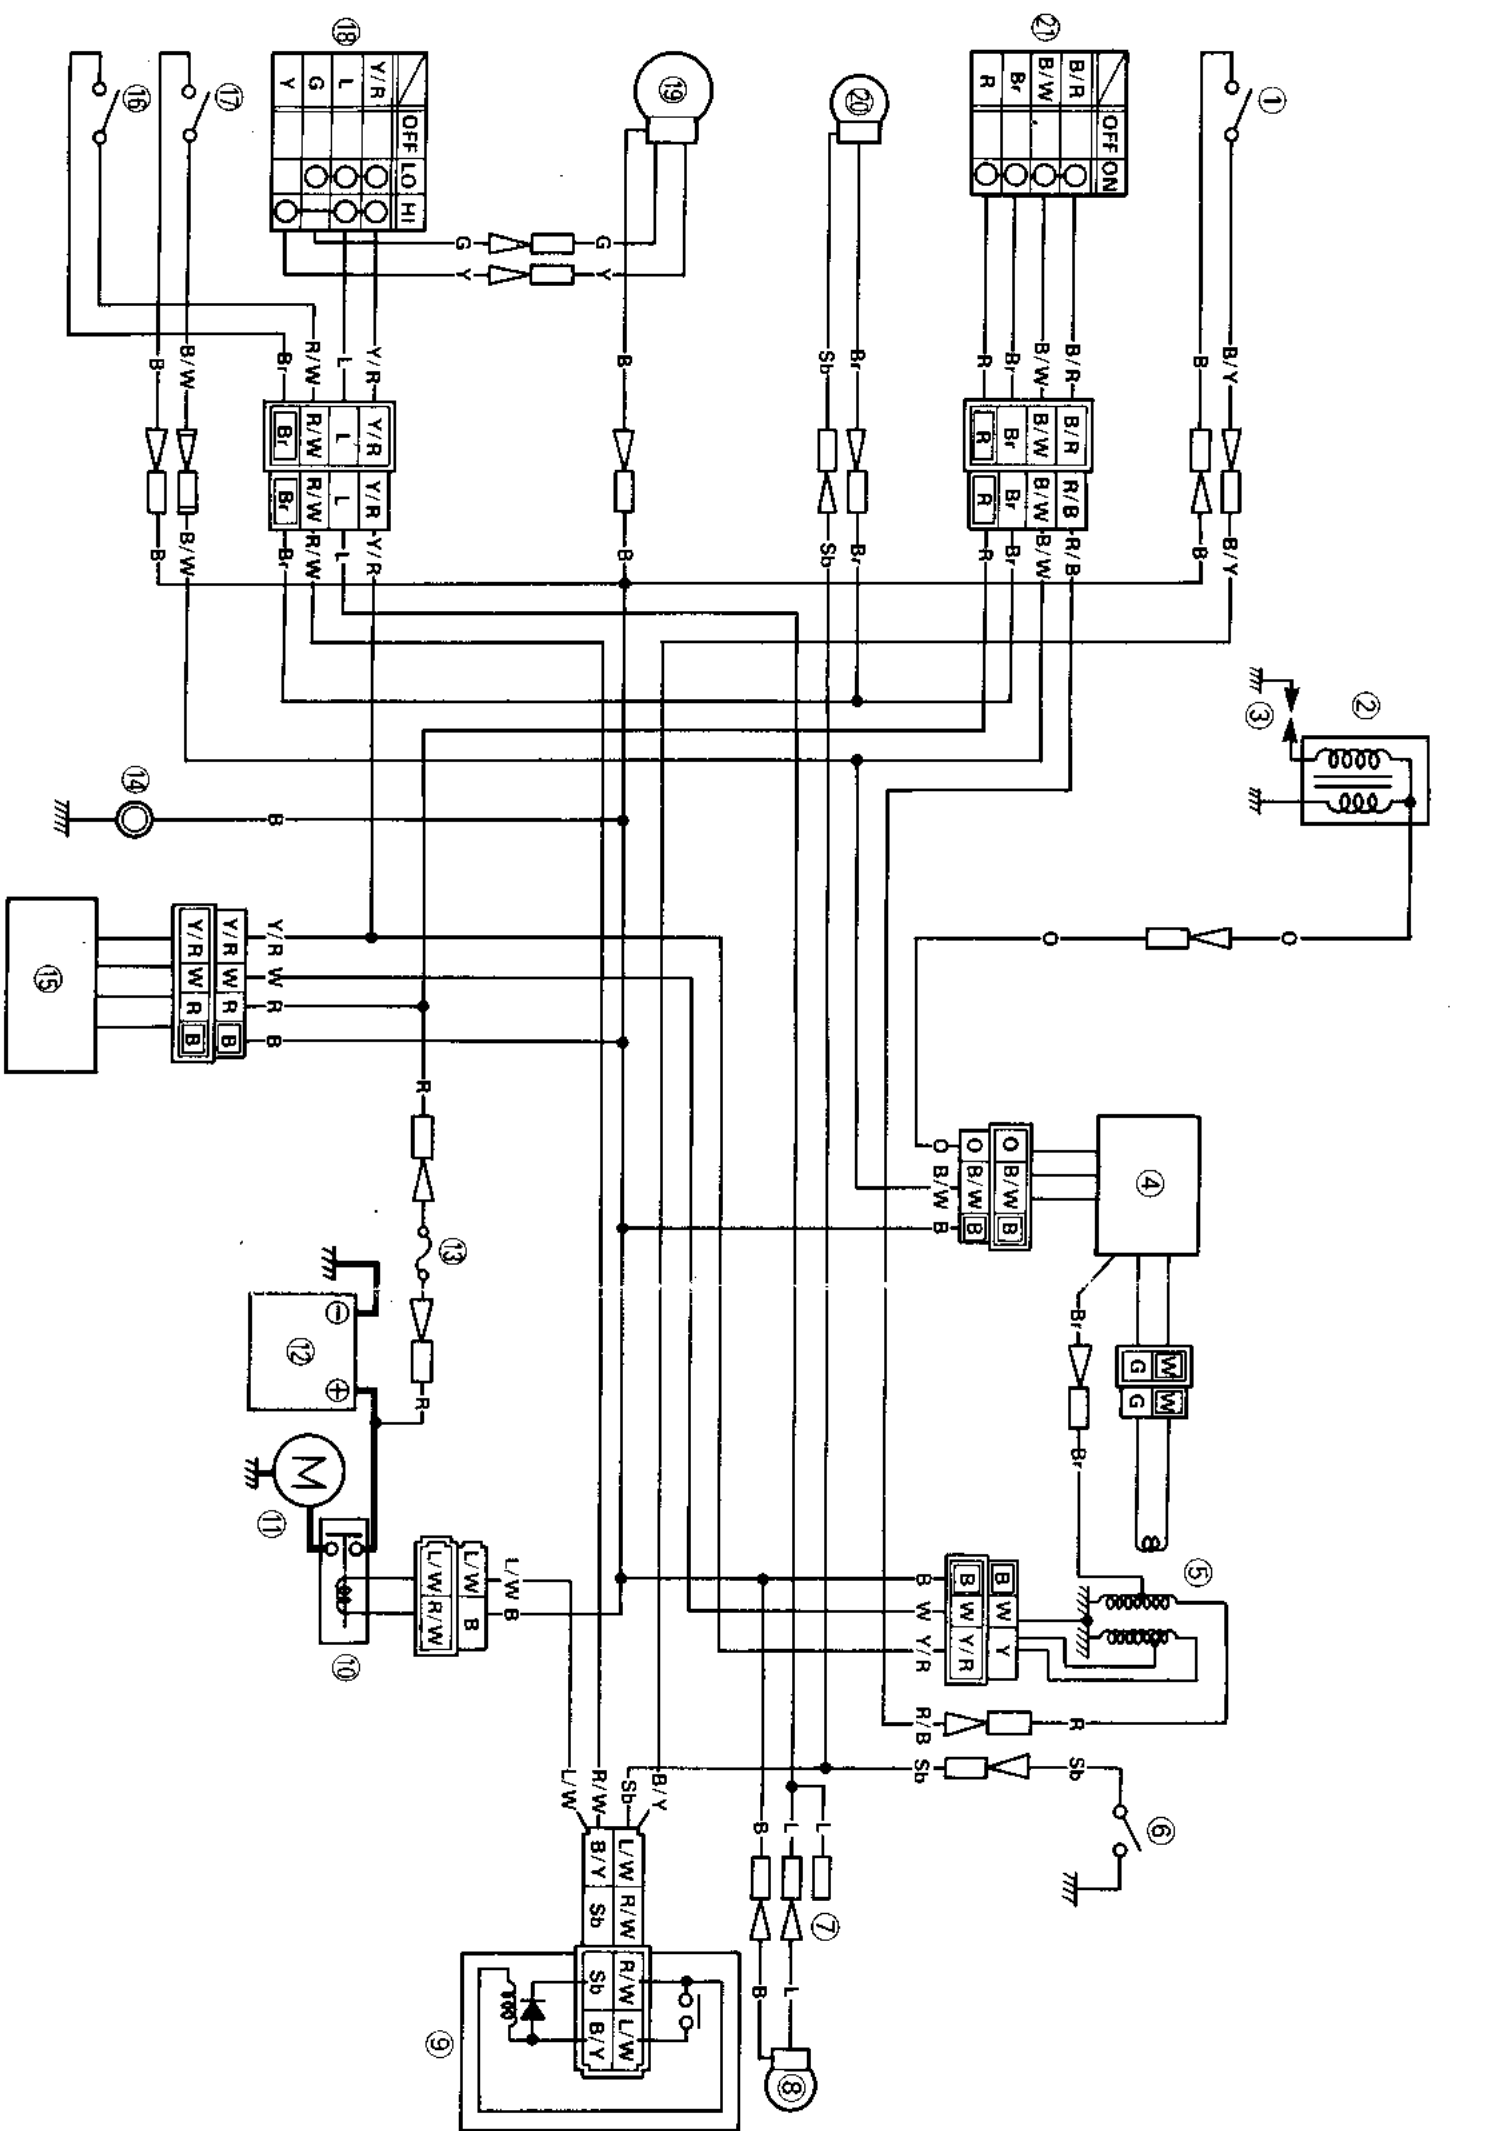 ⑱
㉑
Y/R L G Y
OFF
LO
HI
⑲
⑳
B/R B/W Br R
OFF
ON
①
⑯
⑰
G G
Y Y
B B/W
Br R/W L Y/R
B
Sb Br
R Br B/W B/R
B B/Y
Br R/W L Y/R
R Br B/W B/R
Br R/W L Y/R
R Br B/W R/B
B B/W
Br R/W L Y/R
B
Sb Br
R Br B/W R/B
B B/Y
②
③
⑭
B
⑮
Y/R Y/R Y/R
W W W
R R R
B B B
O O
R
⑬
④
O O O
B/W B/W B/W
B B B
⑫
⊖
⊕
R
Br
G W
G W
Br
M
⑪
⑩
L/W L/W L/W
R/W B B
⑤
B B B
W W W
Y/R Y/R Y
R/B R
Sb Sb
⑥
L/W R/W Sb B/Y
B L L
⑦
B/Y L/W
Sb R/W
Sb R/W
B/Y L/W
B L
⑧
⑨